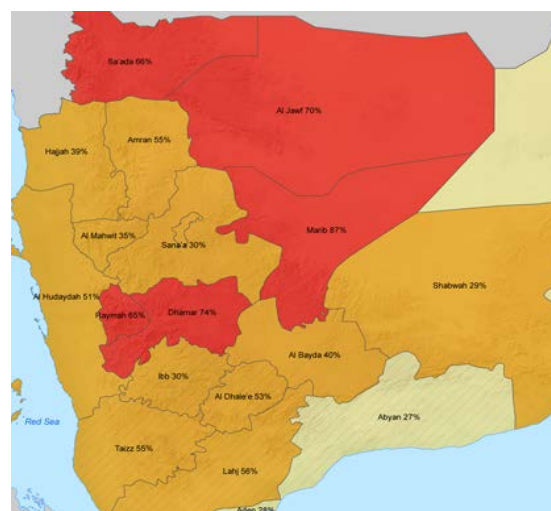 Sa'ada 66%
Al Jawf 70%
Amran 55%
Hajjah 39%
Marib 87%
Al Mahwit 35%
Sana'a 30%
Shabwah 29%
Al Hudaydah 51%
Raymah 65%
Dhamar 74%
Al Bayda 40%
Ibb 30%
Al Dhale'e 53%
Abyan 27%
Red Sea
Taizz 55%
Lahj 56%
Aden 28%